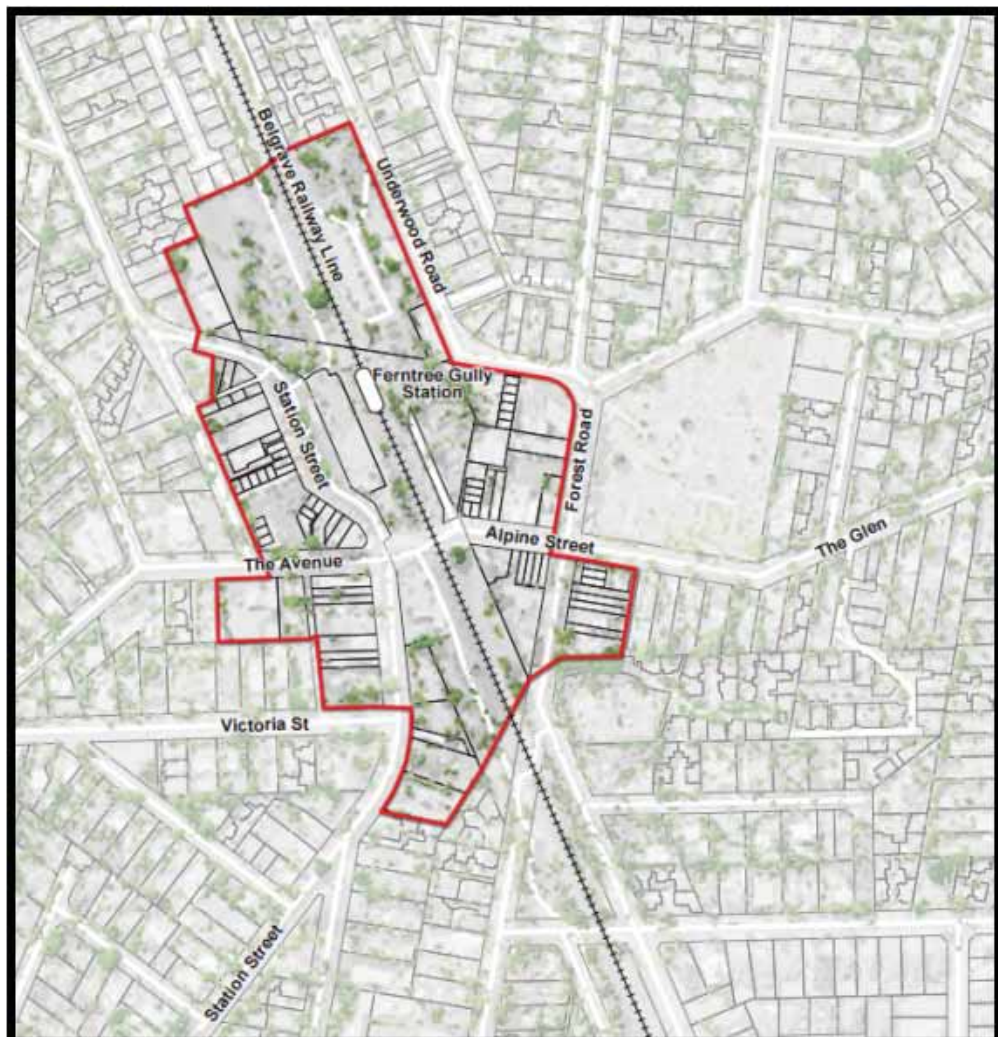 Belgrave Railway Line
Underwood Road
Ferntree Gully
Station
Station Street
Forest Road
Alpine Street
The Glen
The Avenue
Victoria St
Station Street